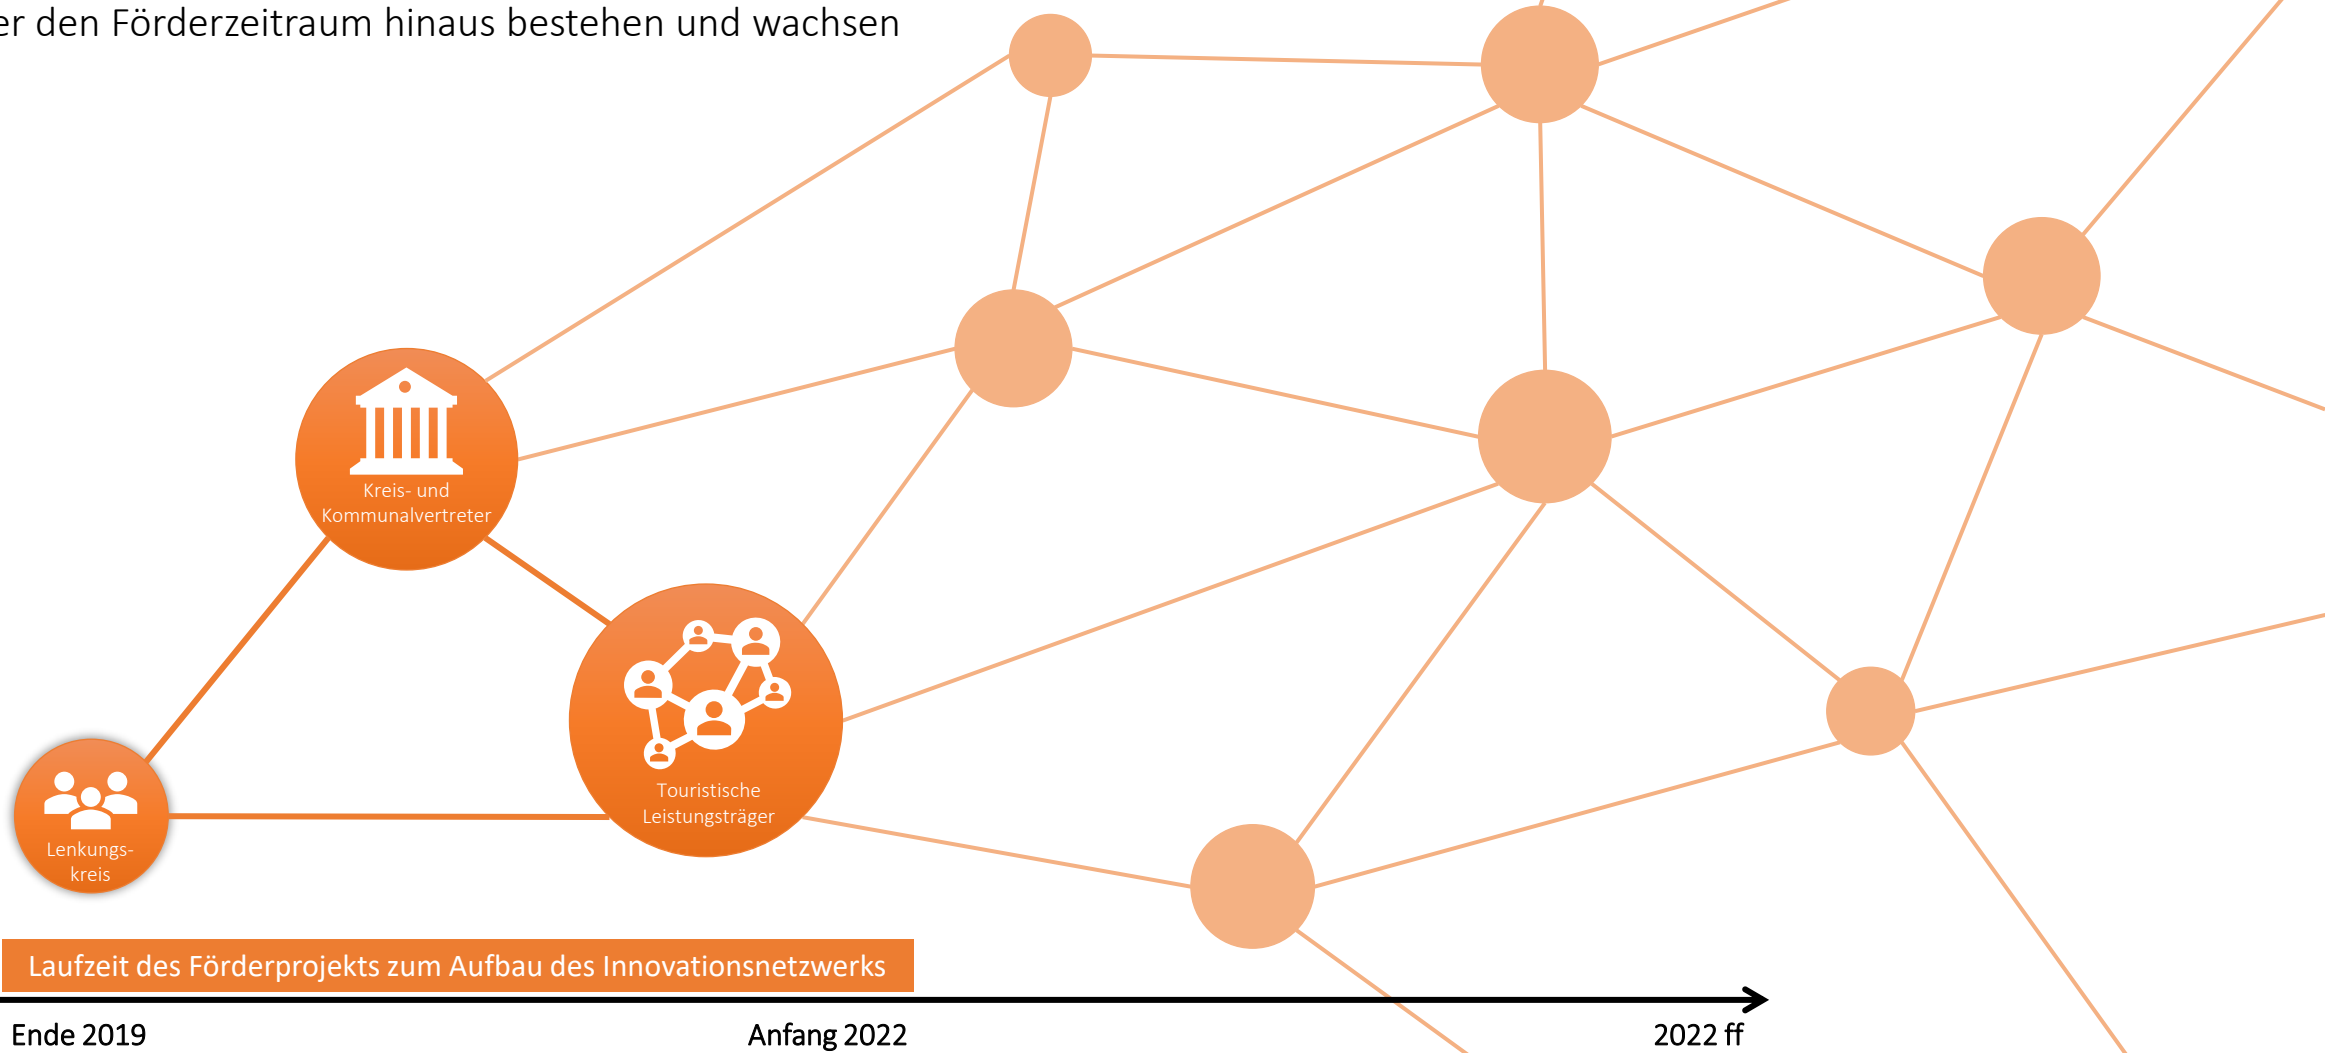 er den Förderzeitraum hinaus bestehen und wachsen
Kreis- und
Kommunalvertreter
Touristische
Leistungsträger
Lenkungs-
kreis
Laufzeit des Förderprojekts zum Aufbau des Innovationsnetzwerks
Ende 2019
Anfang 2022
2022 ff